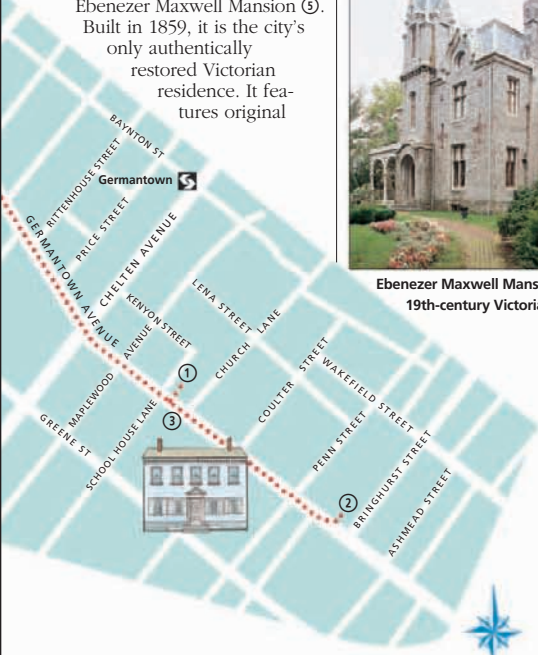 Ebenezer Maxwell Mansion ⑤.
Built in 1859, it is the city’s
only authentically
restored Victorian
residence. It fea-
tures original
Ebenezer Maxwell Mans
19th-century Victoria
BAYNTON ST
RITTENHOUSE STREET
Germantown
PRICE STREET
GERMANTOWN AVENUE
CHELTEN AVENUE
KENYON STREET
LENA STREET
CHURCH LANE
MAPLEWOOD AVENUE
①
COULTER STREET
WAKEFIELD STREET
③
GREENE ST
SCHOOL HOUSE LANE
PENN STREET
②
BRINGHURST STREET
ASHMEAD STREET